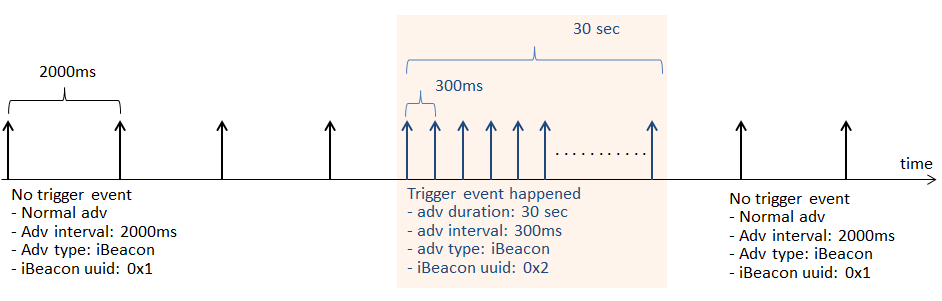 30 sec
2000ms
300ms
. . . . . . . . . . .
time
No trigger event
- Normal adv
- Adv interval: 2000ms
- Adv type: iBeacon
- iBeacon uuid: 0x1
Trigger event happened
- adv duration: 30 sec
- adv interval: 300ms
- adv type: iBeacon
- iBeacon uuid: 0x2
No trigger event
- Normal adv
- Adv interval: 2000ms
- Adv type: iBeacon
- iBeacon uuid: 0x1